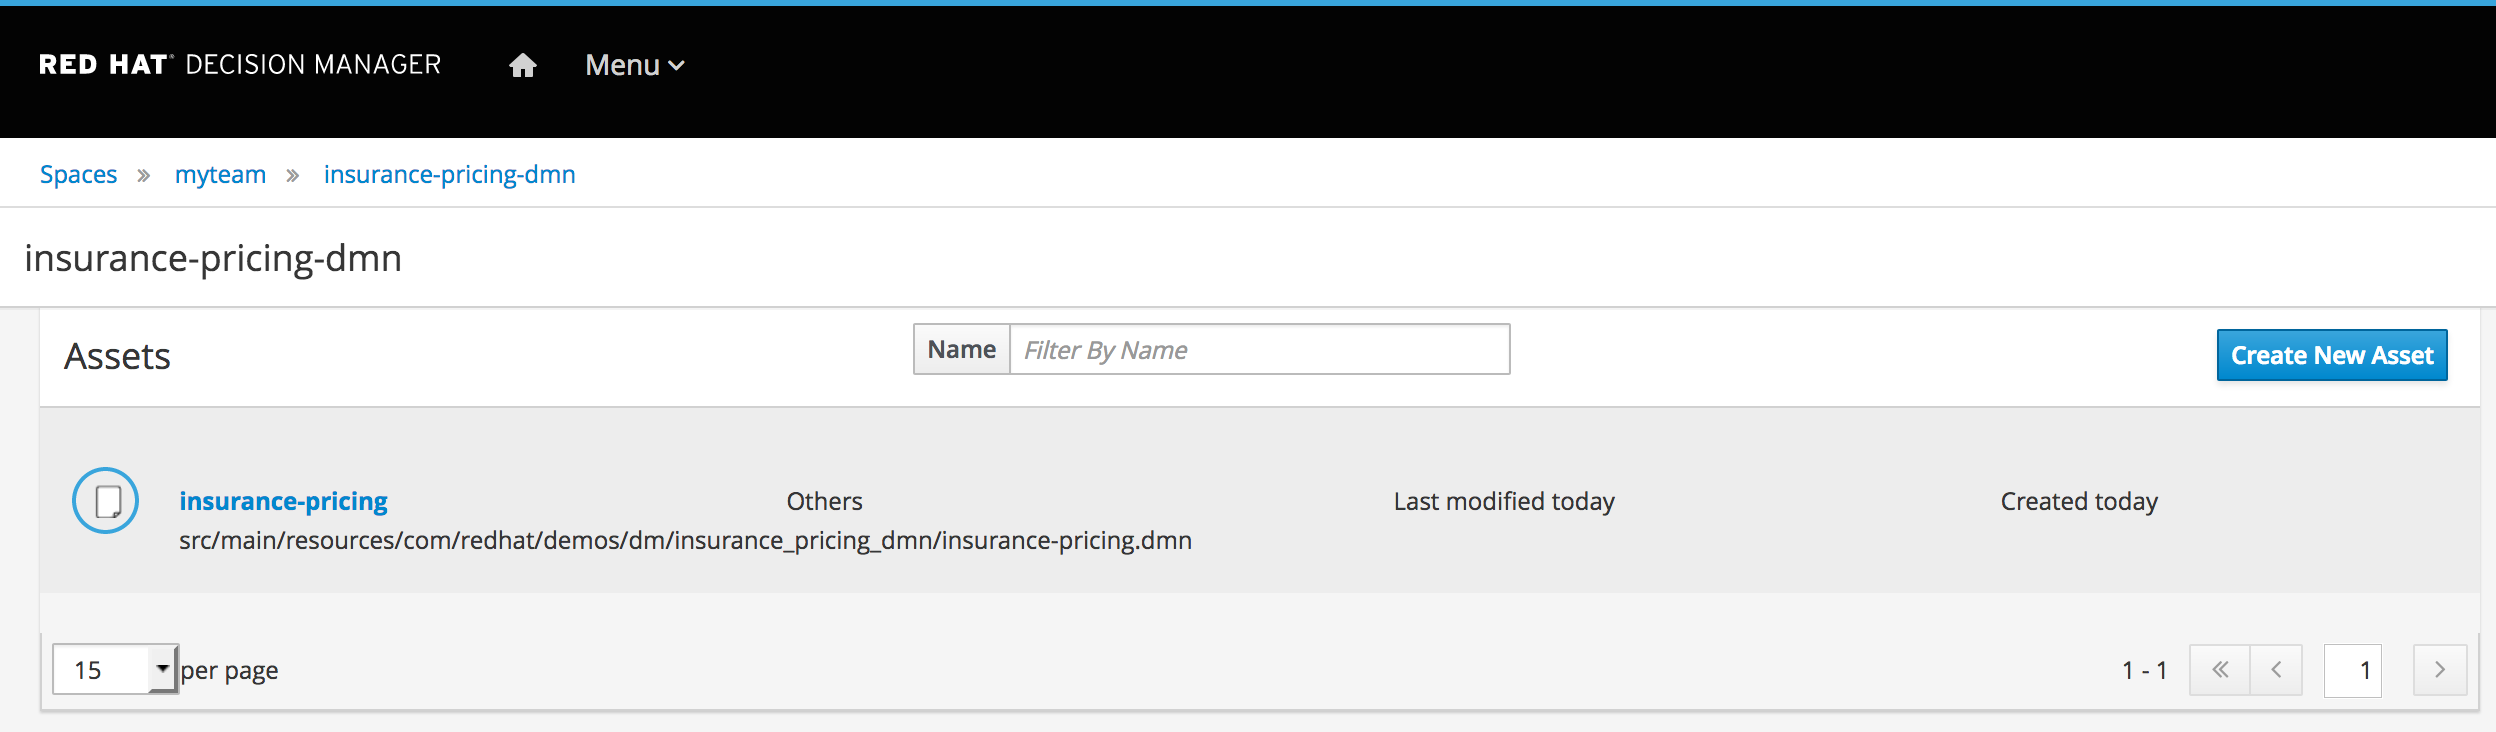 RED HAT® DECISION MANAGER Menu
Spaces » myteam » insurance-pricing-dmn
insurance-pricing-dmn
Assets Name Filter By Name Create New Asset
insurance-pricing Others Last modified today Created today
src/main/resources/com/redhat/demos/dm/insurance_pricing_dmn/insurance-pricing.dmn
15 per page 1 - 1 « ‹ 1 ›